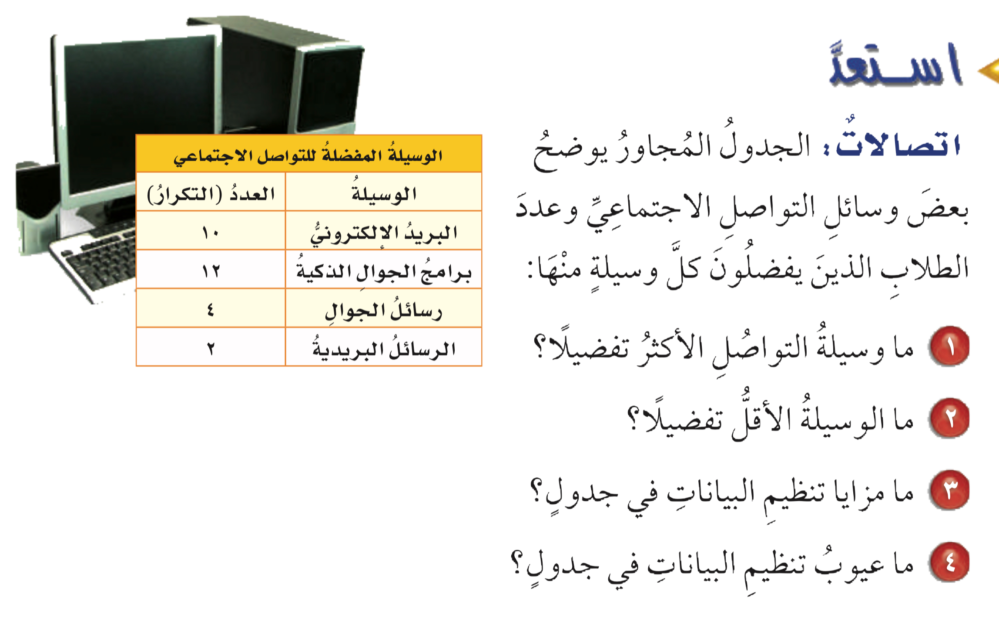 استعدَّ
اتصالاتٌ: الجدولُ المُجاورُ يوضحُ
بعضَ وسائلِ التواصلِ الاجتماعِيِّ وعددَ
الطلابِ الذينَ يفضلُونَ كلَّ وسيلةٍ منْهَا:
١ ما وسيلةُ التواصُلِ الأكثرُ تفضيلًا؟
٢ ما الوسيلةُ الأقلُّ تفضيلًا؟
٣ ما مزايا تنظيمِ البياناتِ في جدولٍ؟
٤ ما عيوبُ تنظيمِ البياناتِ في جدولٍ؟
الوسيلةُ المفضلةُ للتواصل الاجتماعي
الوسيلةُ العددُ (التكرارُ)
البريدُ الإلكترونيُّ ١٠
برامجُ الجوالِ الذكيةُ ١٢
رسائلُ الجوالِ ٤
الرسائلُ البريديةُ ٢